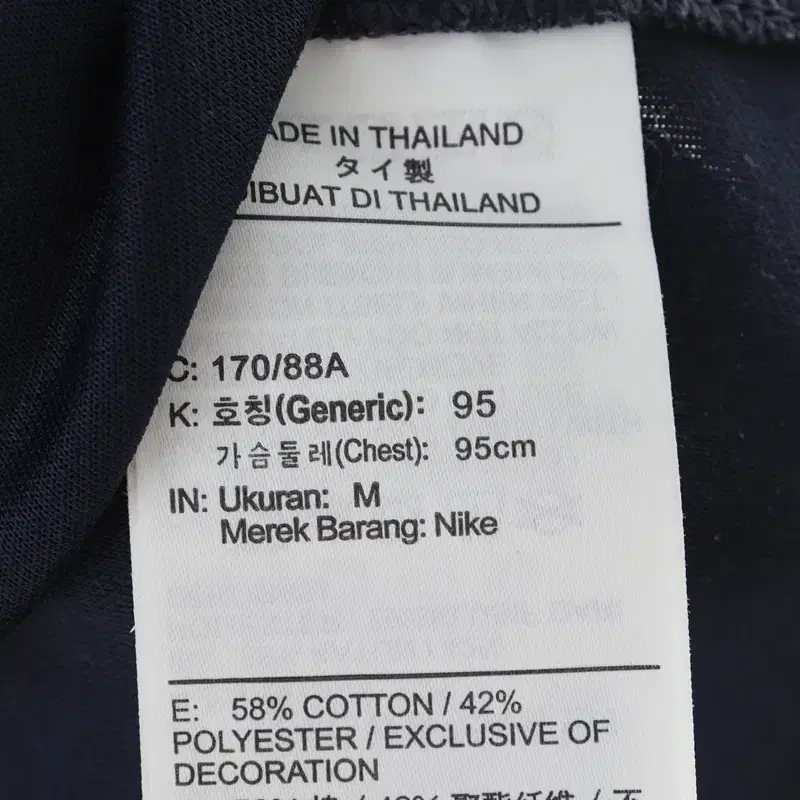 ADE IN THAILAND
タイ製
IBUAT DI THAILAND
C: 170/88A
K: 호칭(Generic): 95
가슴둘레(Chest): 95cm
IN: Ukuran: M
Merek Barang: Nike
E: 58% COTTON / 42%
POLYESTER / EXCLUSIVE OF
DECORATION